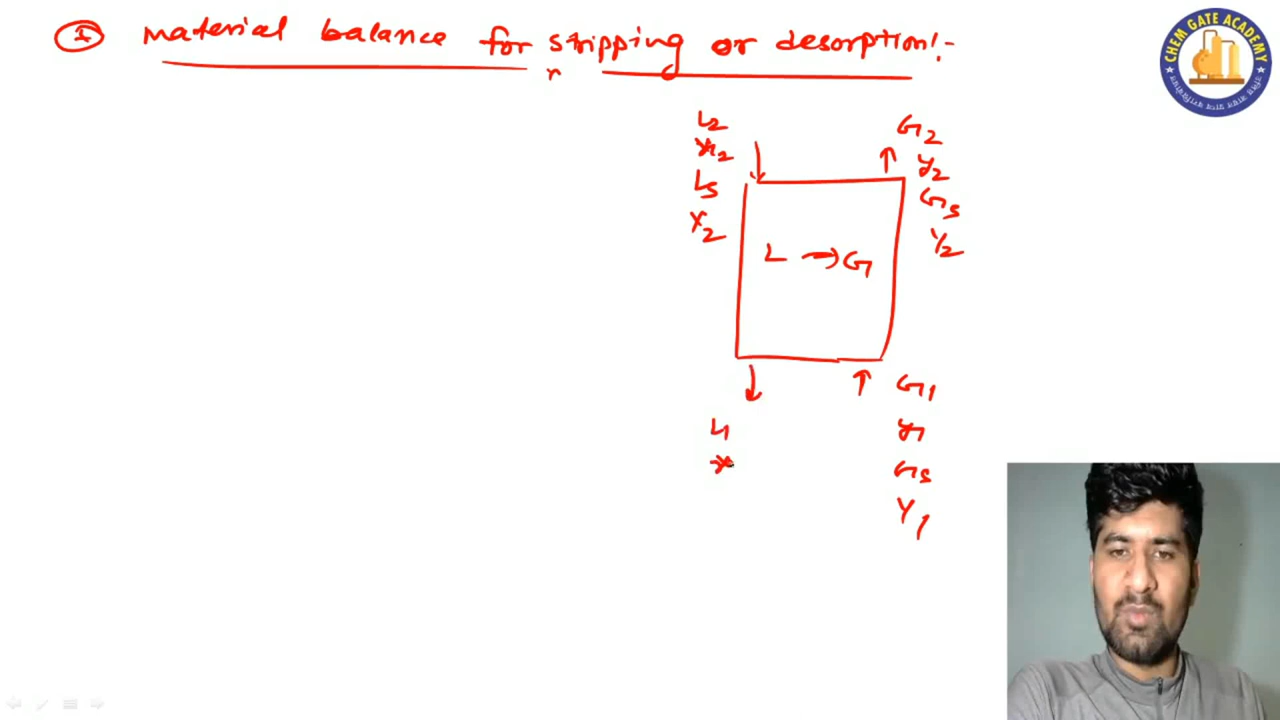 ① material balance for stripping or desorption!-
CHEM GATE ACADEMY
L2
x2
Ls
X2
G2
y2
Gs
Y2
L → G
L1
x
G1
y1
Gs
Y1